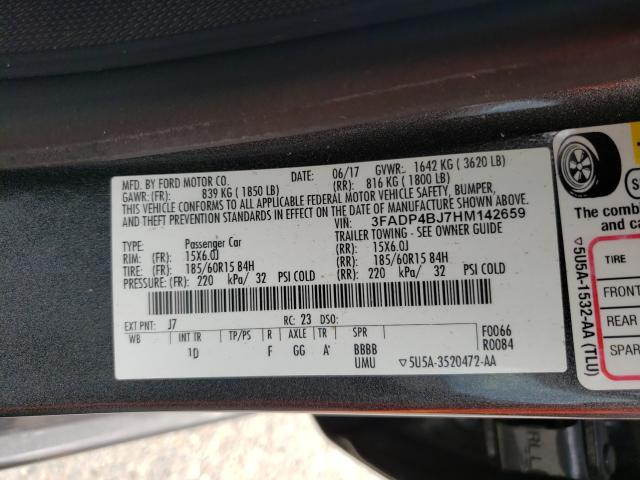 MFD. BY FORD MOTOR CO. DATE: 06/17 GVWR: 1642 KG ( 3620 LB)
GAWR: (FR): 839 KG ( 1850 LB) (RR): 816 KG ( 1800 LB)
THIS VEHICLE CONFORMS TO ALL APPLICABLE FEDERAL MOTOR VEHICLE SAFETY, BUMPER,
AND THEFT PREVENTION STANDARDS IN EFFECT ON THE DATE OF MANUFACTURE SHOWN ABOVE.
VIN: 3FADP4BJ7HM142659
TYPE: Passenger Car TRAILER TOWING - SEE OWNER GUIDE
RIM: (FR): 15X6.0J (RR): 15X6.0J
TIRE: (FR): 185/60R15 84H (RR): 185/60R15 84H
PRESSURE: (FR): 220 kPa/ 32 PSI COLD (RR): 220 kPa/ 32 PSI COLD
EXT PNT: J7 RC: 23 DSO:
WB INT TR TP/PS R AXLE TR SPR F0066
1D F GG A' BBBB R0084
UMU ▽5U5A-3520472-AA
The comb
TIRE
FRONT
REAR
SPAR
▽5U5A-1532-AA (TLU)